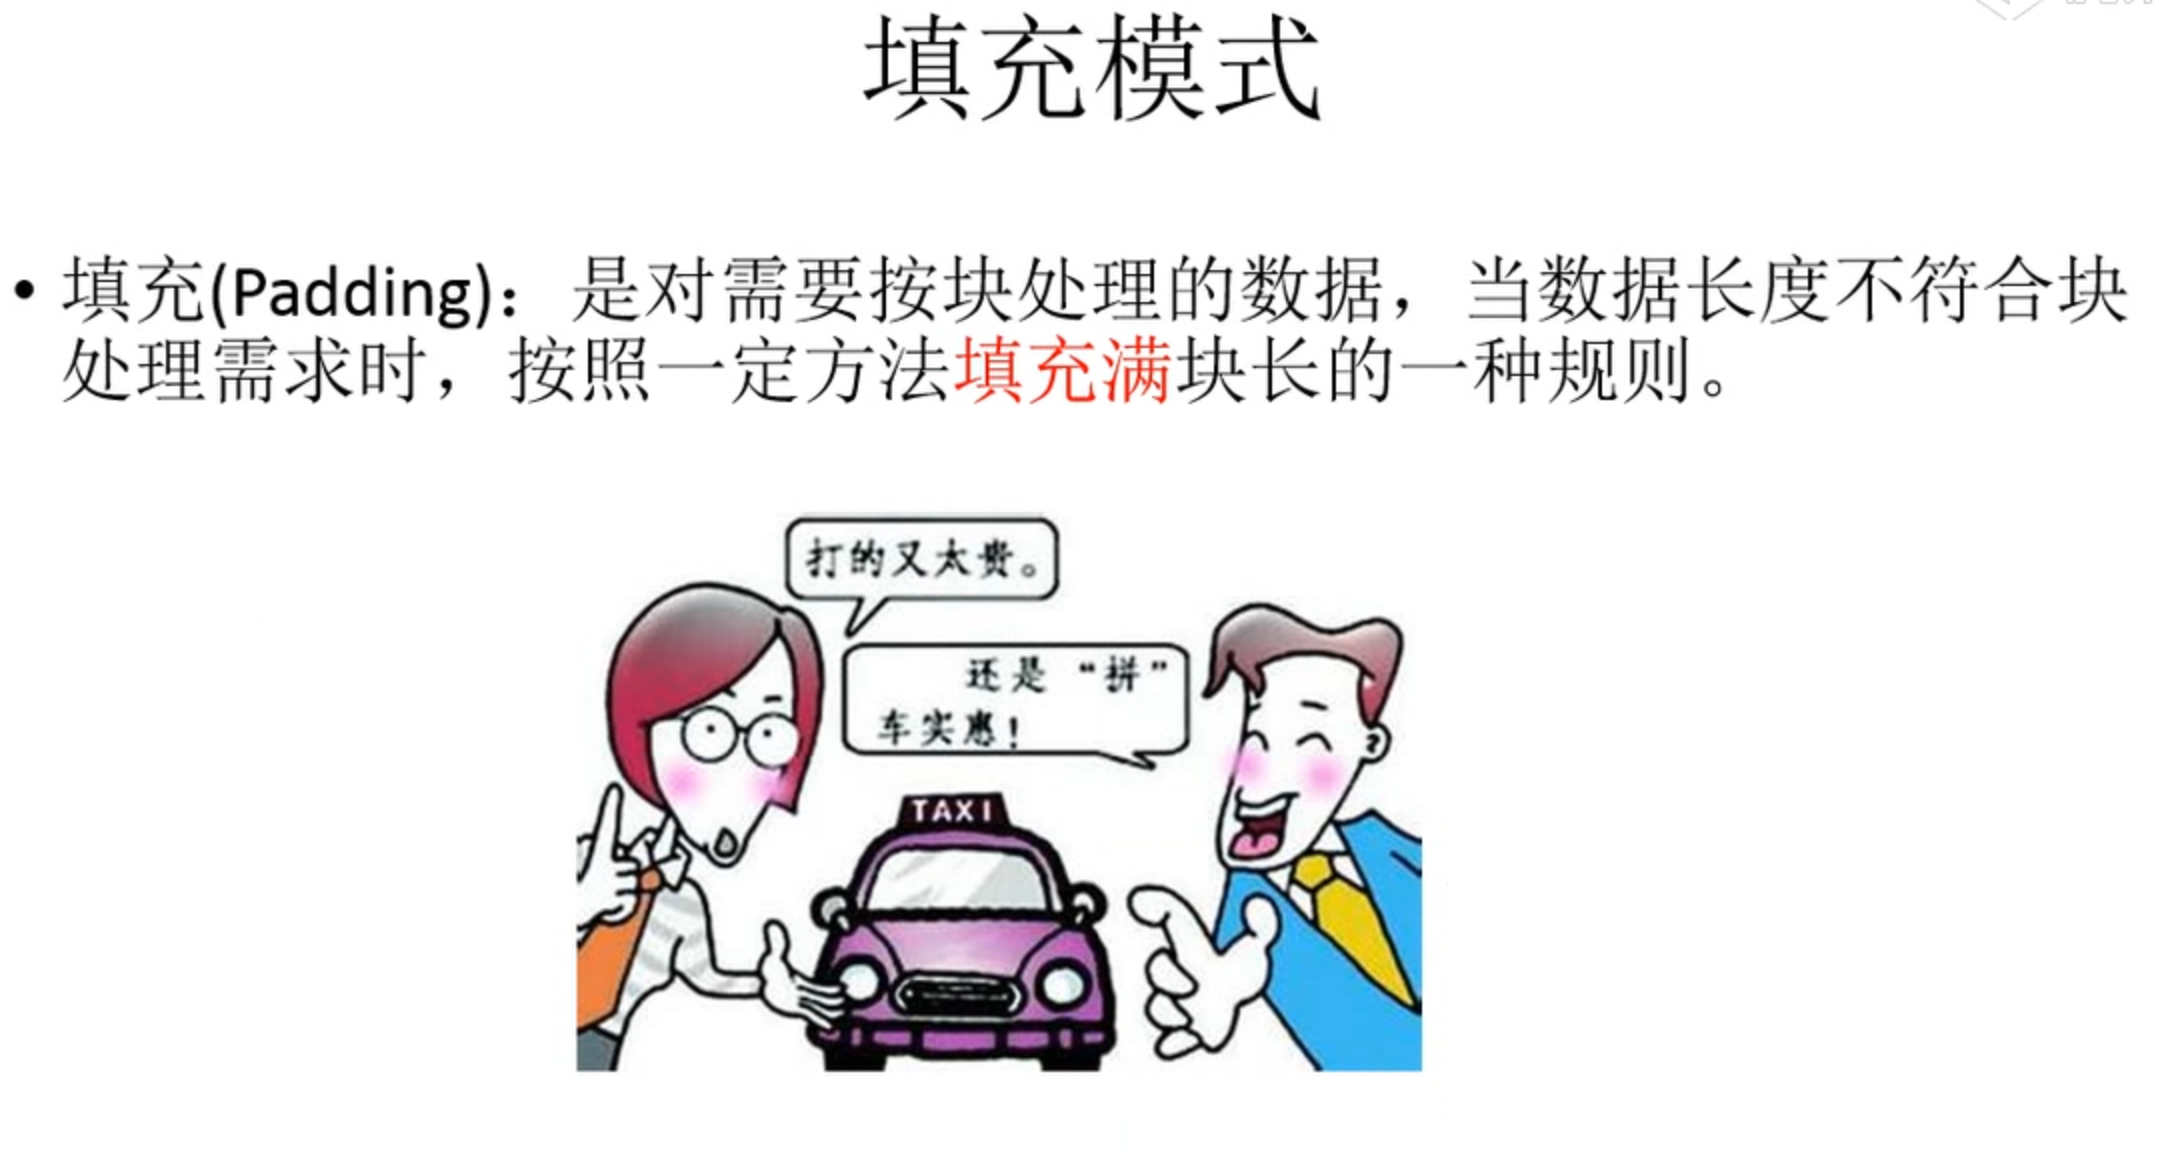 填充模式
• 填充(Padding)：是对需要按块处理的数据，当数据长度不符合块
处理需求时，按照一定方法填充满块长的一种规则。
打的又太贵。
还是“拼”
车实惠！
TAXI